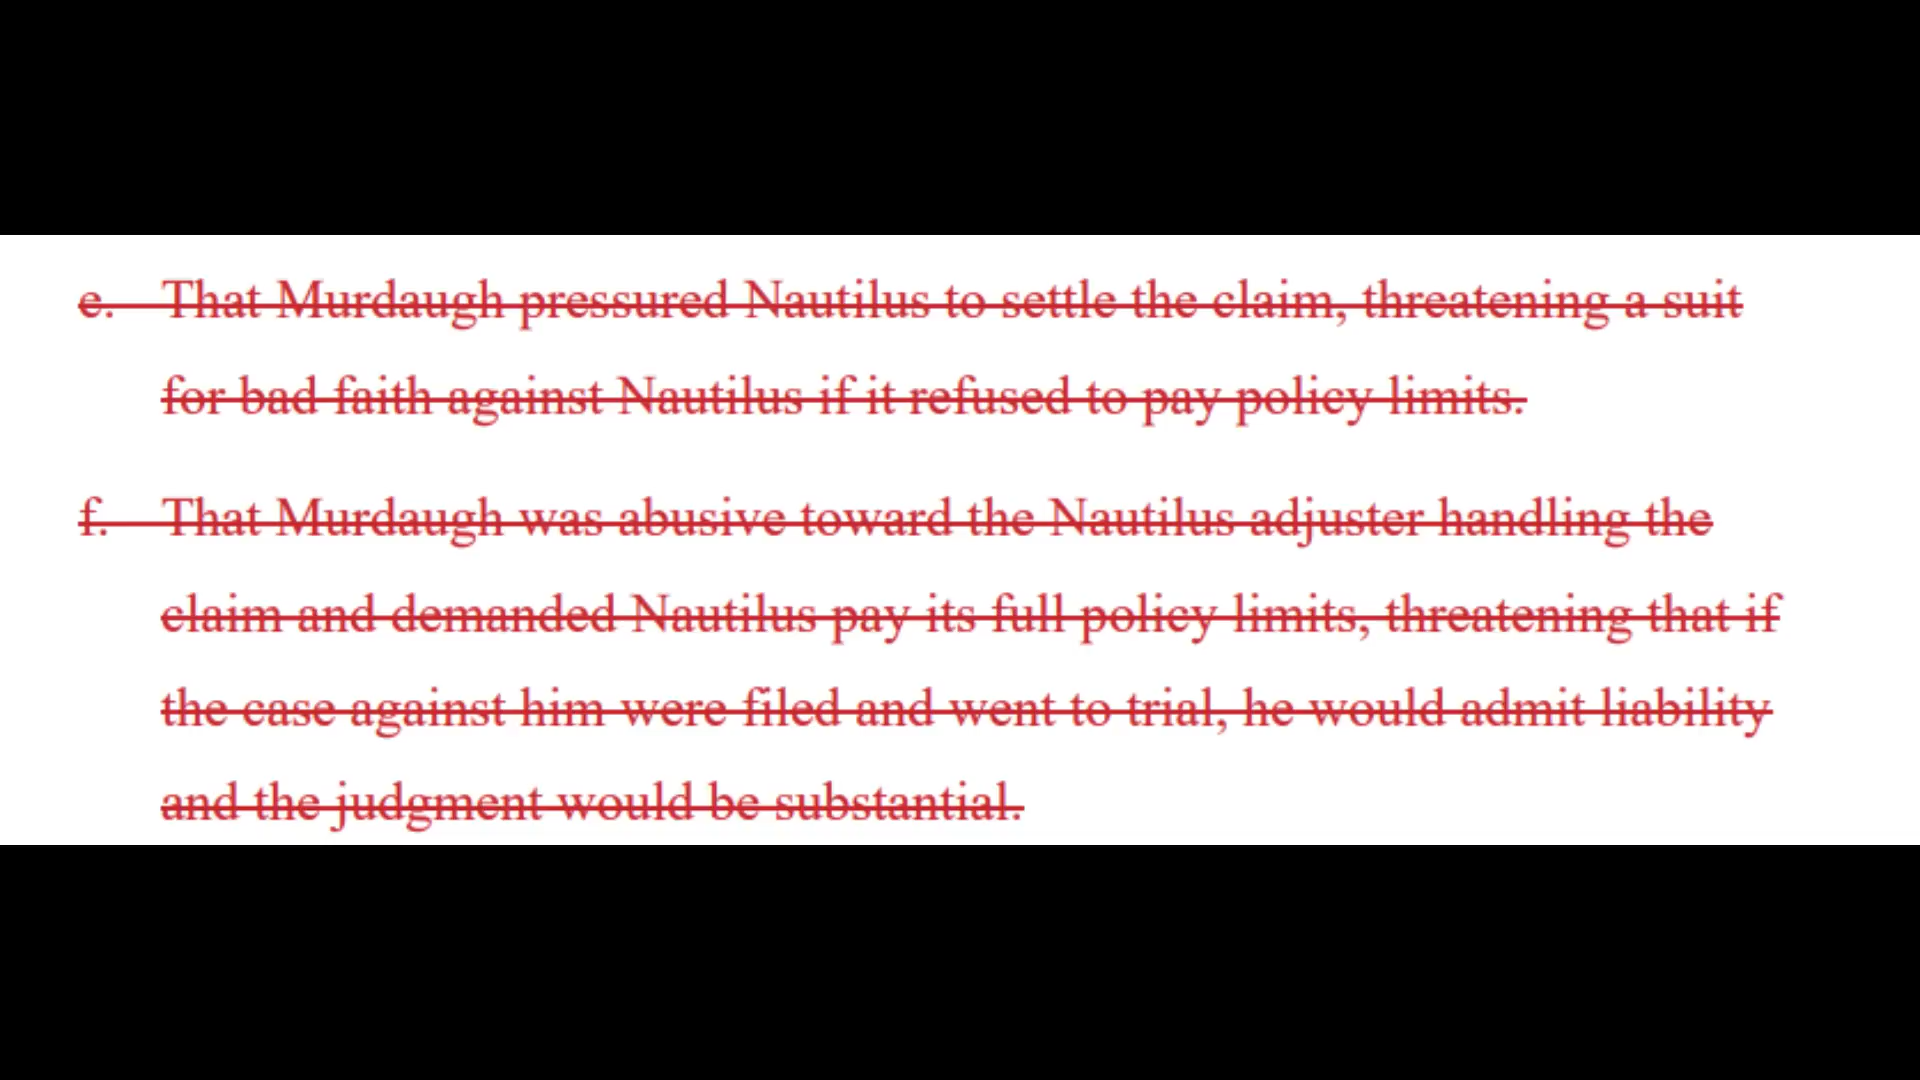 e. That Murdaugh pressured Nautilus to settle the claim, threatening a suit
for bad faith against Nautilus if it refused to pay policy limits.
f. That Murdaugh was abusive toward the Nautilus adjuster handling the
claim and demanded Nautilus pay its full policy limits, threatening that if
the case against him were filed and went to trial, he would admit liability
and the judgment would be substantial.